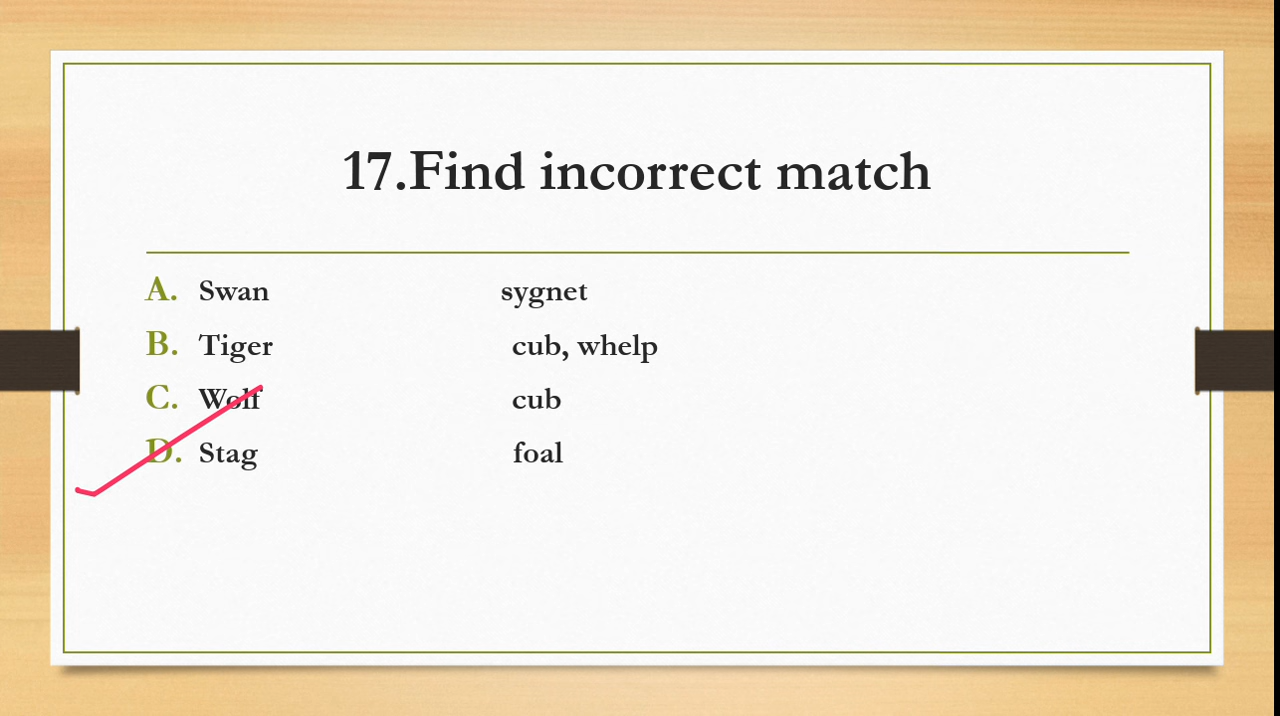 17.Find incorrect match
A. Swan sygnet
B. Tiger cub, whelp
C. Wolf cub
D. Stag foal